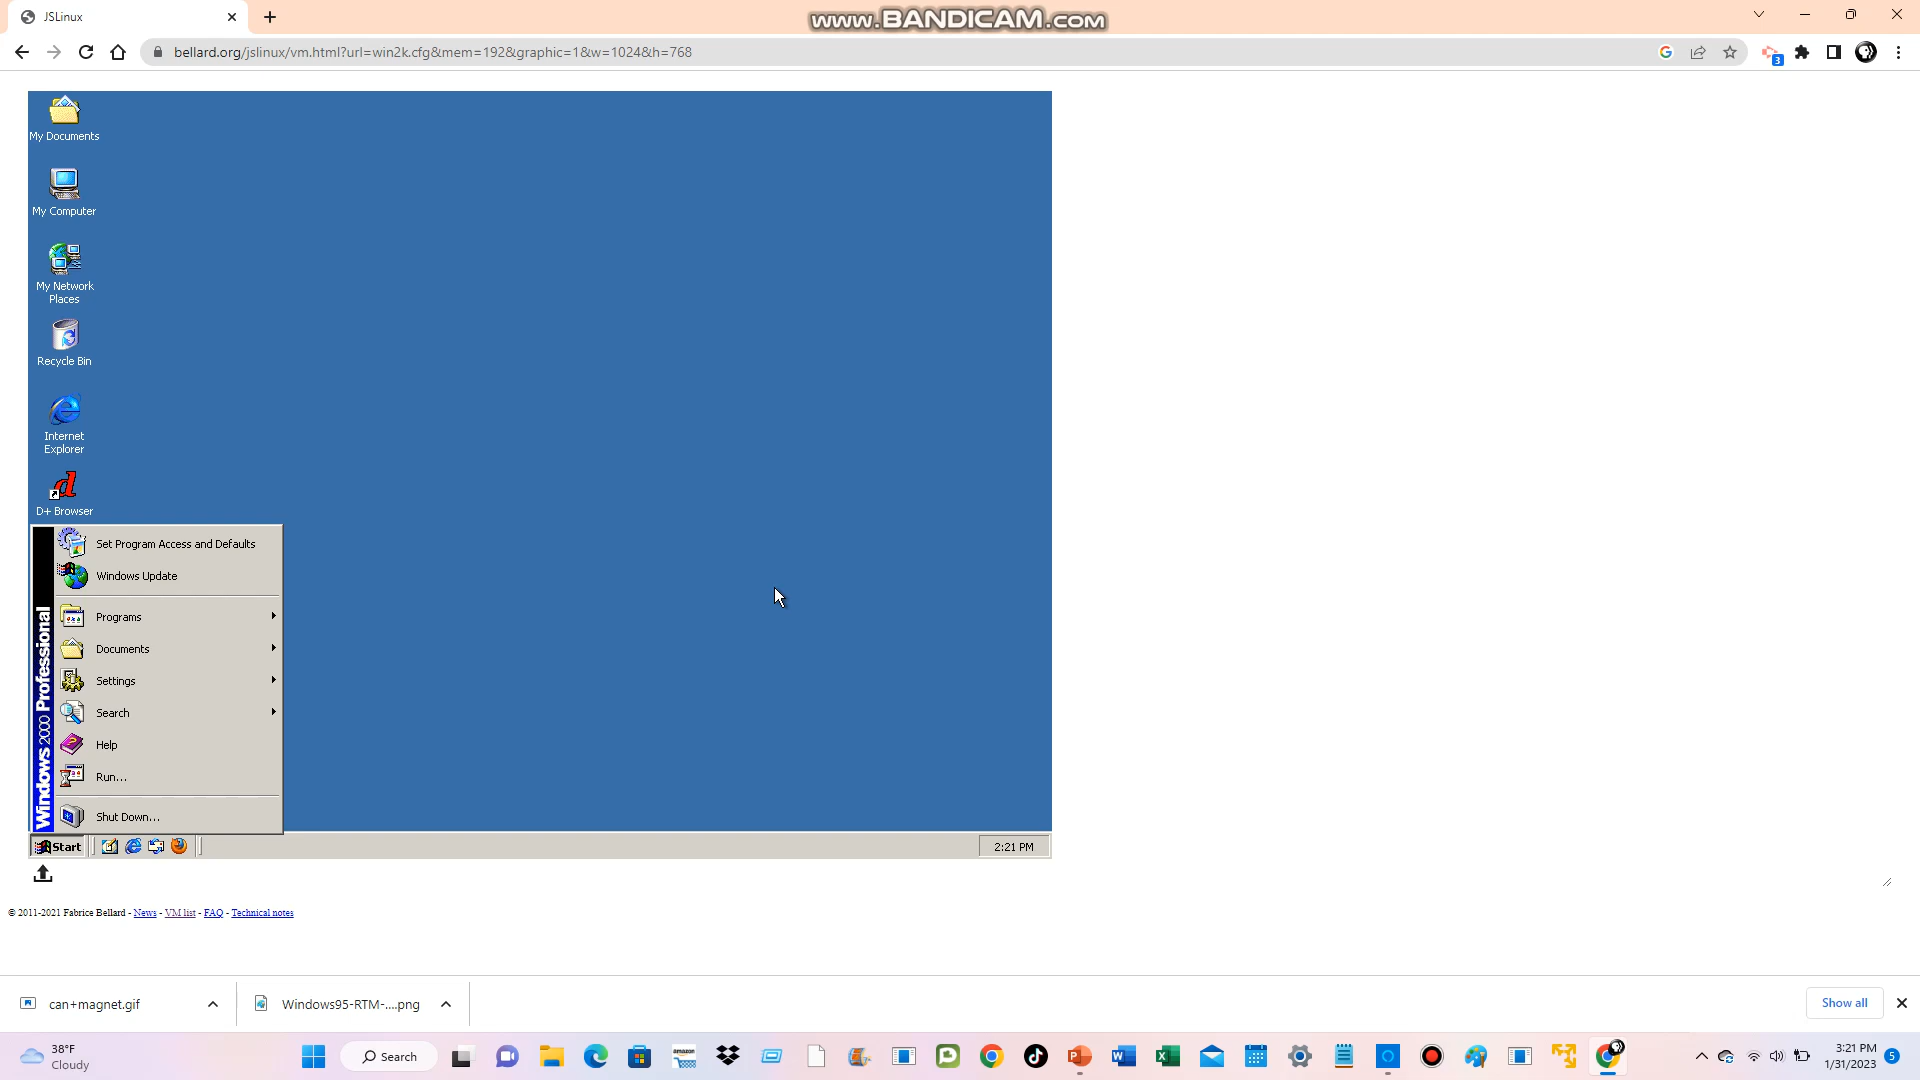 JSLinux
www.BANDICAM.com
bellard.org/jslinux/vm.html?url=win2k.cfg&mem=192&graphic=1&w=1024&h=768
3
My Documents
My Computer
My Network
Places
Recycle Bin
Internet
Explorer
D+ Browser
Windows 2000 Professional
Set Program Access and Defaults
Windows Update
Programs
Documents
Settings
Search
Help
Run...
Shut Down...
Start
2:21 PM
© 2011-2021 Fabrice Bellard - News - VM list - FAQ - Technical notes
can+magnet.gif
Windows95-RTM-....png
Show all
38°F
Cloudy
Search
amazon
3:21 PM
1/31/2023
5